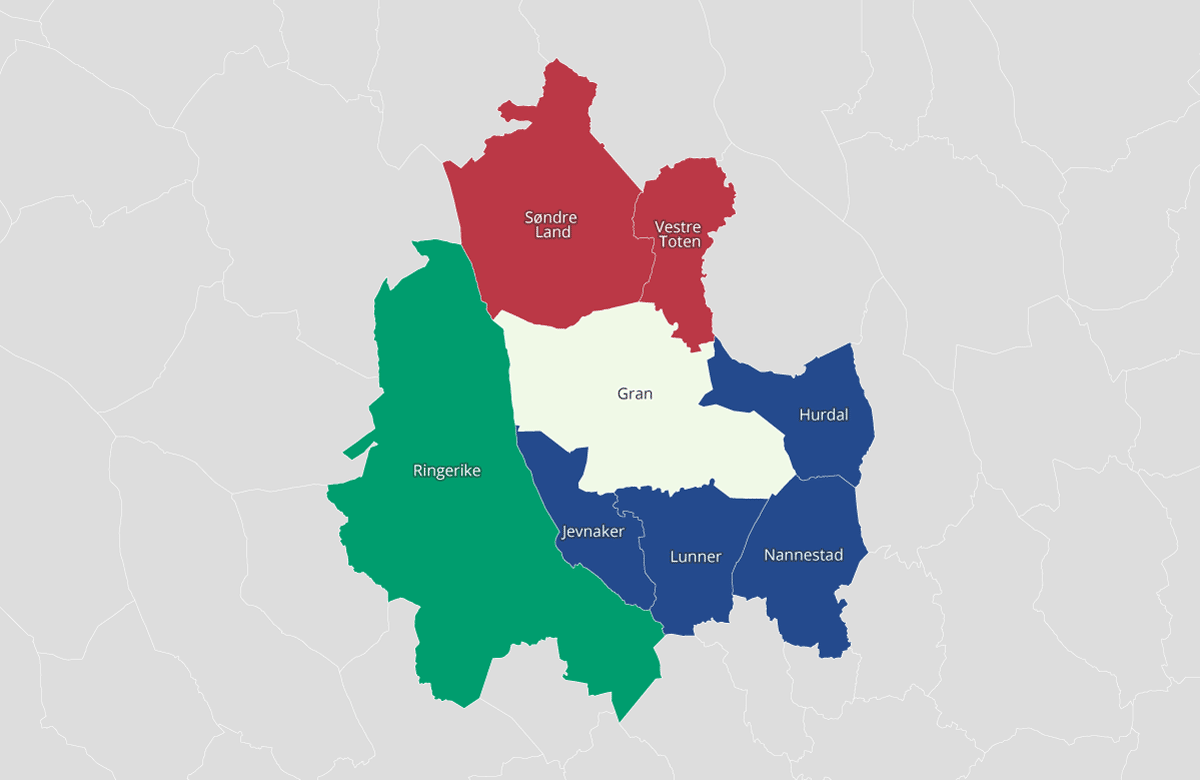 Søndre
Land
Vestre
Toten
Gran
Hurdal
Ringerike
Jevnaker
Lunner
Nannestad